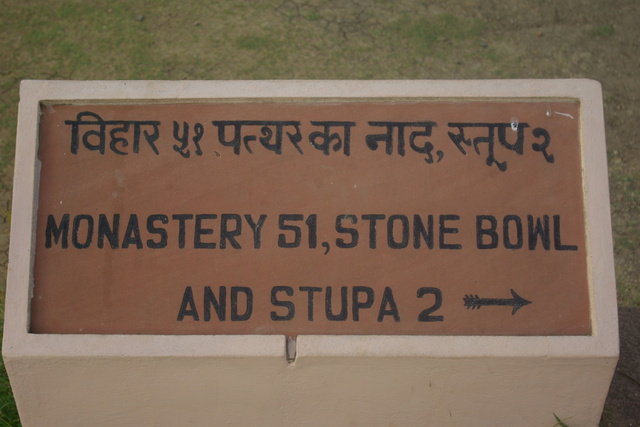 विहार ५१ पत्थर का नाद, स्तूप २
MONASTERY 51, STONE BOWL
AND STUPA 2 →